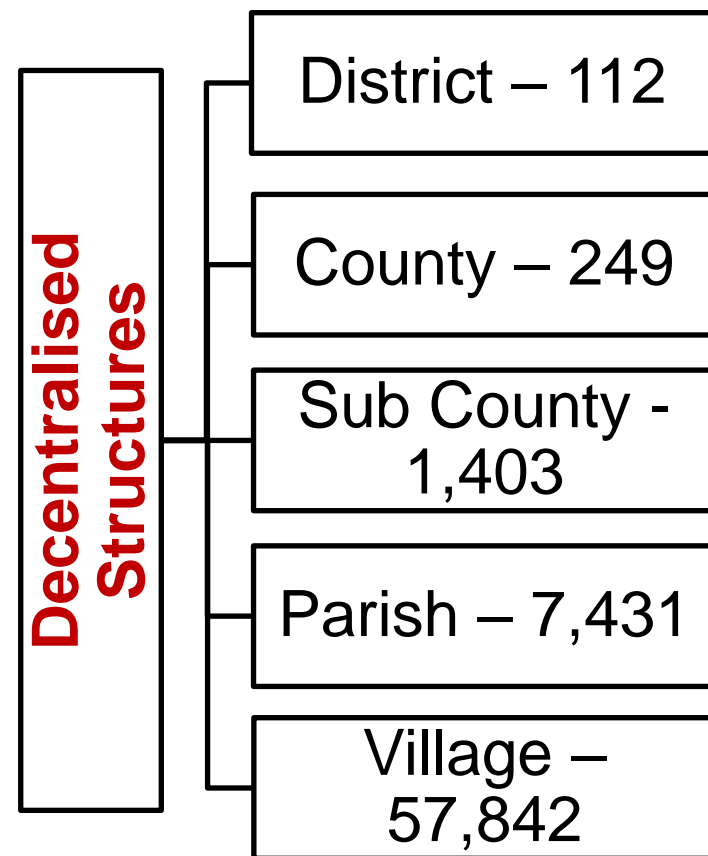 Decentralised
Structures
District – 112
County – 249
Sub County -
1,403
Parish – 7,431
Village –
57,842